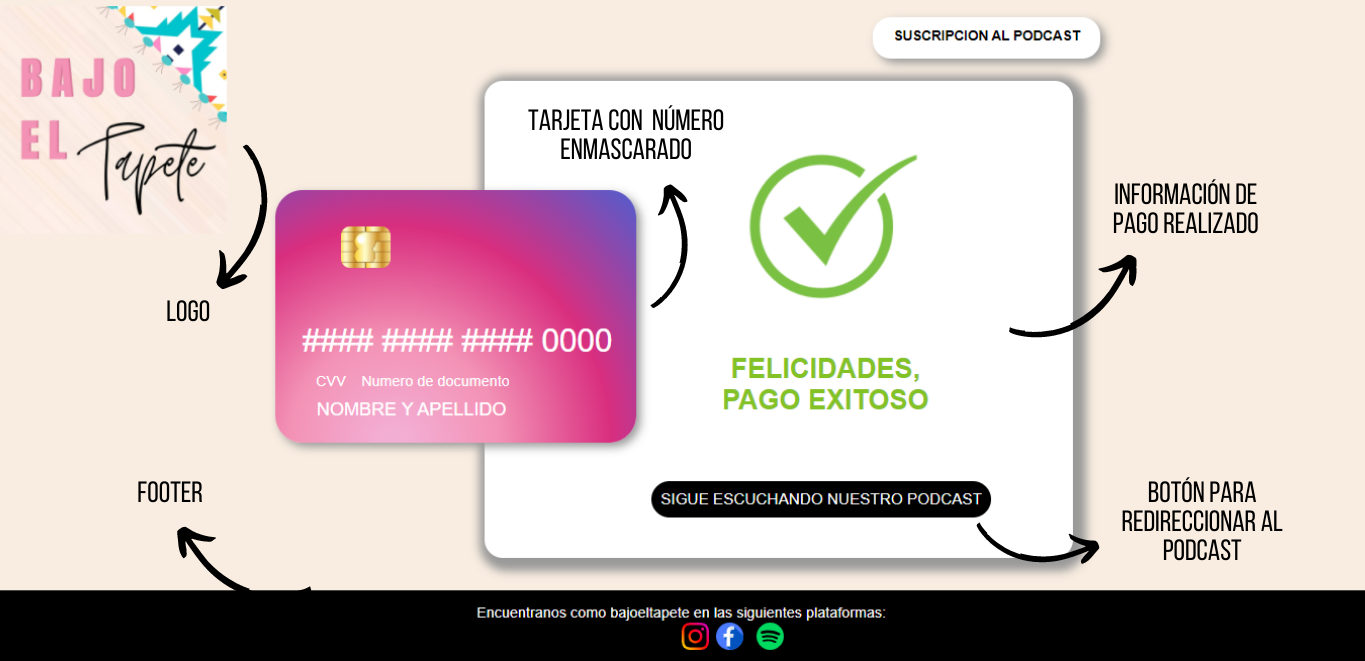 BAJO
EL Tapete
SUSCRIPCION AL PODCAST
TARJETA CON NÚMERO
ENMASCARADO
INFORMACIÓN DE
PAGO REALIZADO
LOGO
#### #### #### 0000
CVV Numero de documento
NOMBRE Y APELLIDO
FELICIDADES,
PAGO EXITOSO
FOOTER
SIGUE ESCUCHANDO NUESTRO PODCAST
BOTÓN PARA
REDIRECCIONAR AL
PODCAST
Encuentranos como bajoeltapete en las siguientes plataformas: